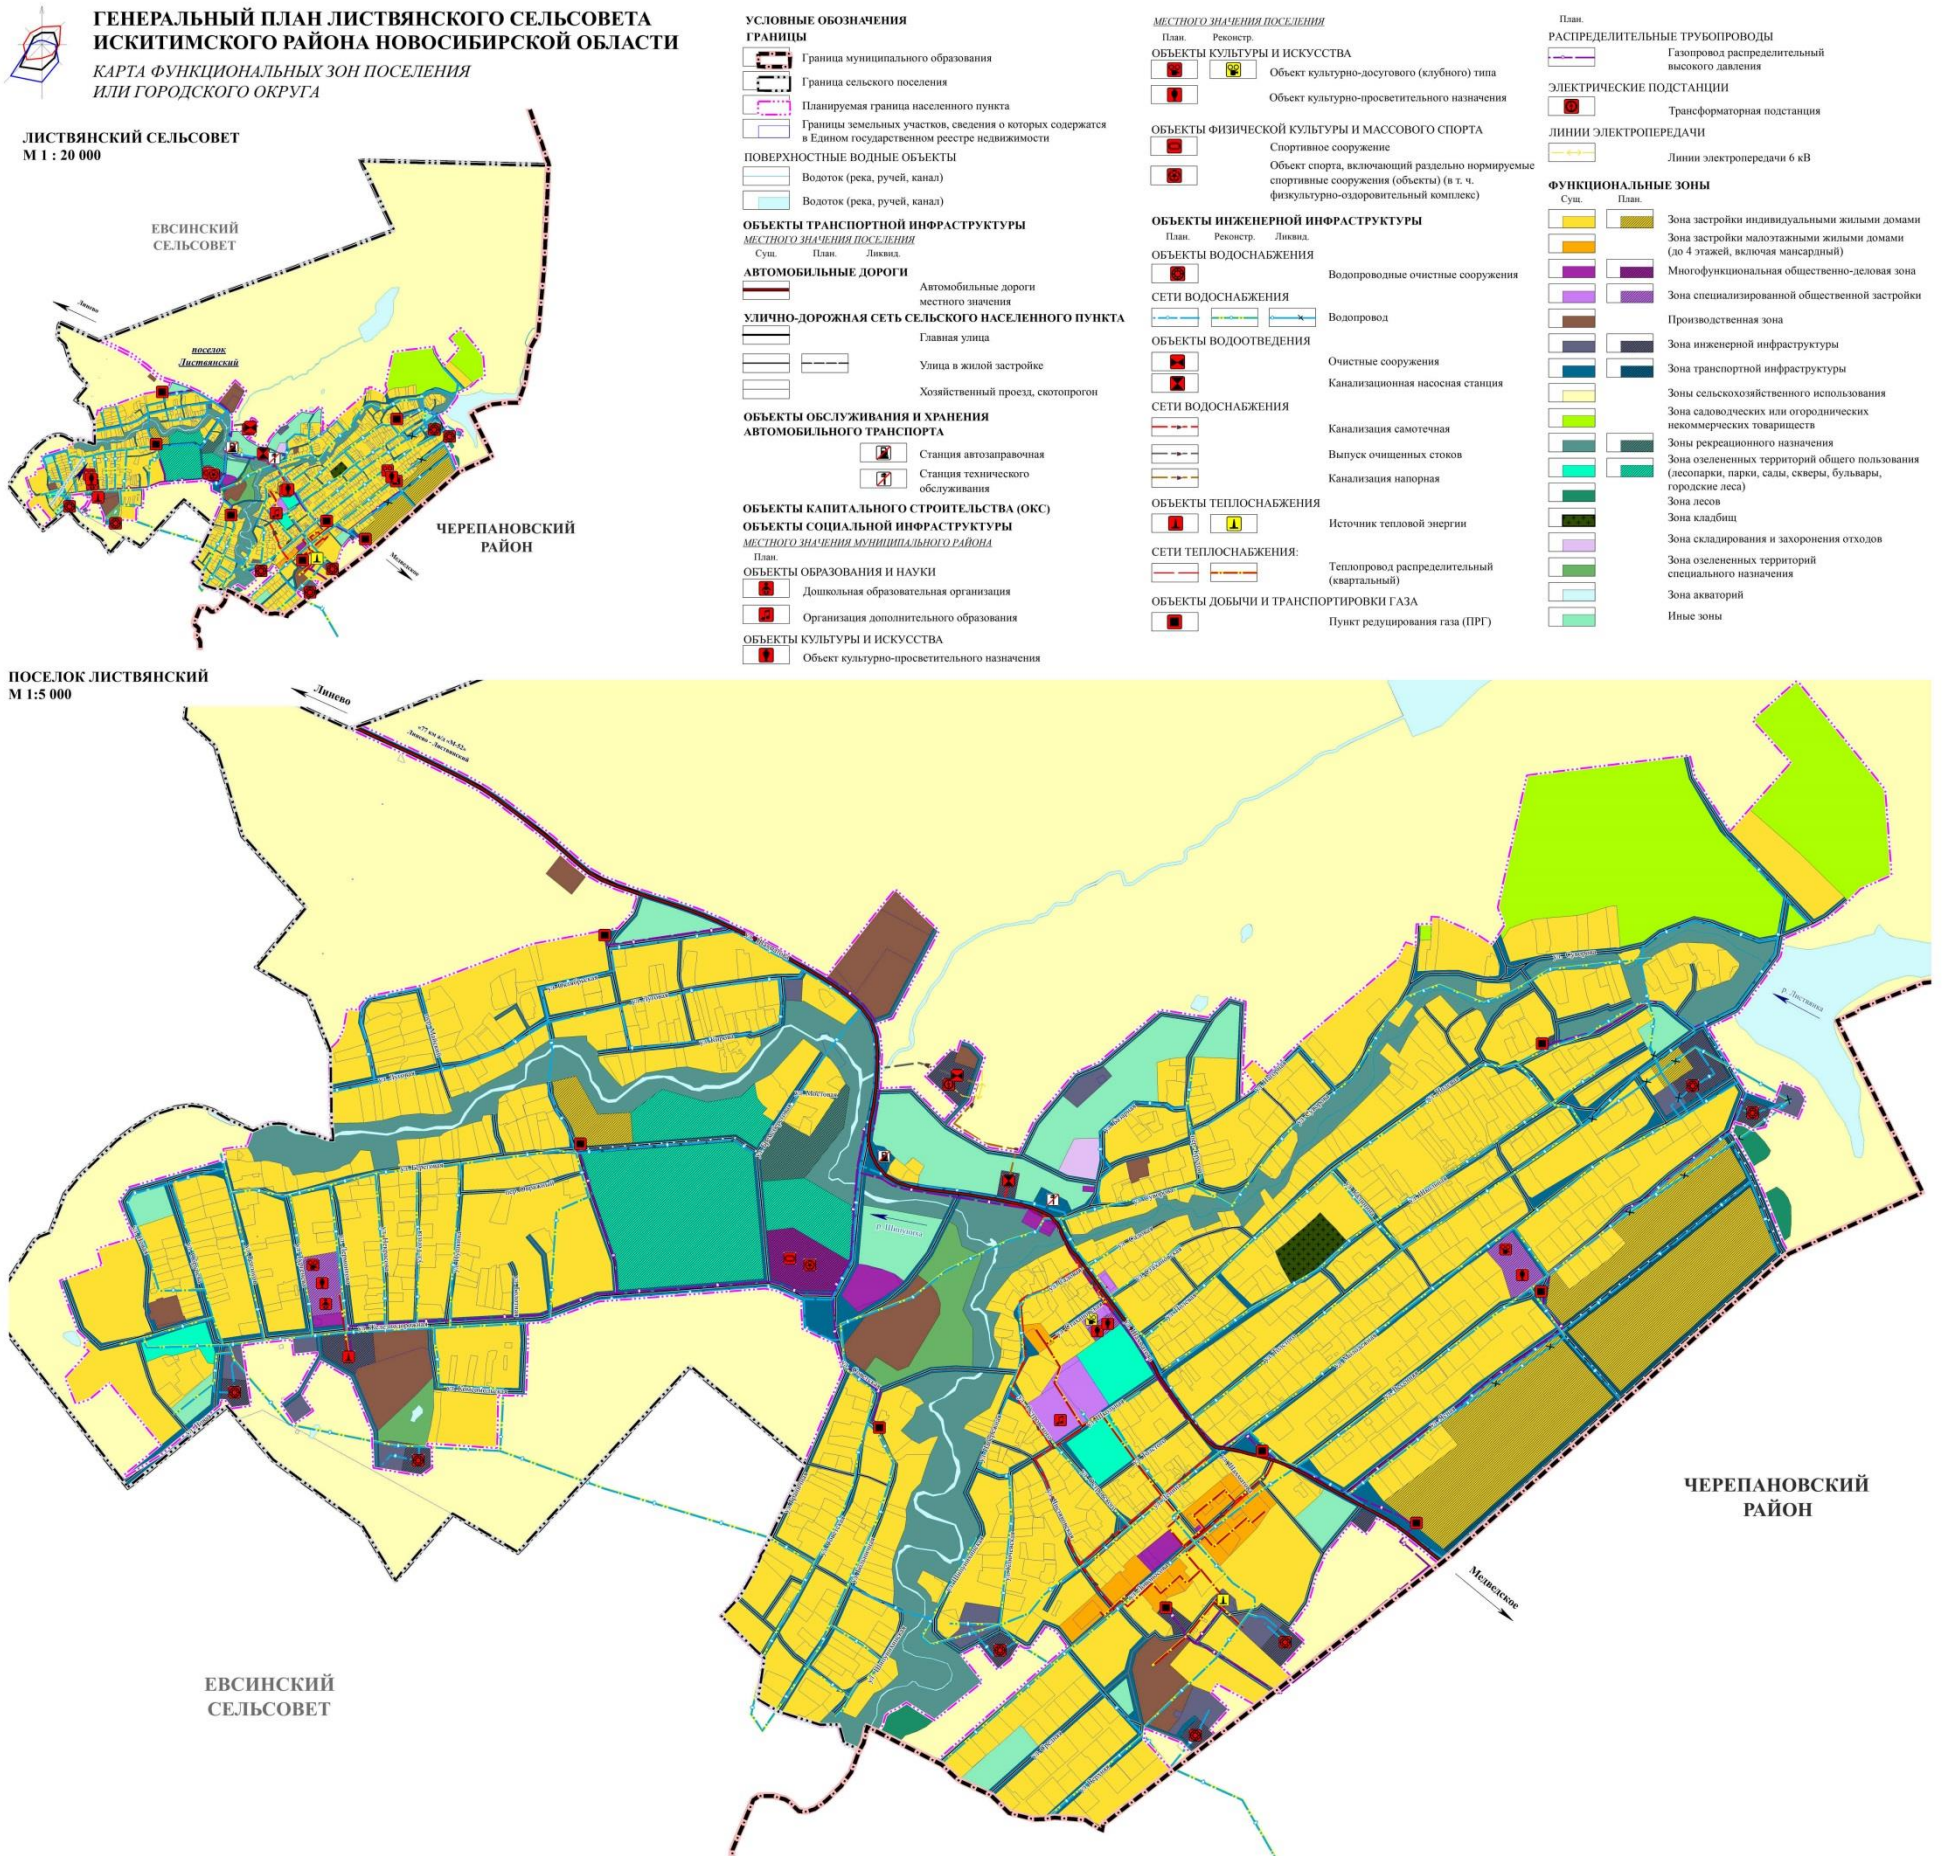 ГЕНЕРАЛЬНЫЙ ПЛАН ЛИСТВЯНСКОГО СЕЛЬСОВЕТА
ИСКИТИМСКОГО РАЙОНА НОВОСИБИРСКОЙ ОБЛАСТИ
КАРТА ФУНКЦИОНАЛЬНЫХ ЗОН ПОСЕЛЕНИЯ
ИЛИ ГОРОДСКОГО ОКРУГА
ЛИСТВЯНСКИЙ СЕЛЬСОВЕТ
М 1 : 20 000
ЕВСИНСКИЙ
СЕЛЬСОВЕТ
Линево
поселок
Листвянский
ЧЕРЕПАНОВСКИЙ
РАЙОН
Медведское
УСЛОВНЫЕ ОБОЗНАЧЕНИЯ
ГРАНИЦЫ
Граница муниципального образования
Граница сельского поселения
Планируемая граница населенного пункта
Границы земельных участков, сведения о которых содержатся
в Едином государственном реестре недвижимости
ПОВЕРХНОСТНЫЕ ВОДНЫЕ ОБЪЕКТЫ
Водоток (река, ручей, канал)
Водоток (река, ручей, канал)
ОБЪЕКТЫ ТРАНСПОРТНОЙ ИНФРАСТРУКТУРЫ
МЕСТНОГО ЗНАЧЕНИЯ ПОСЕЛЕНИЯ
Сущ. План. Ликвид.
АВТОМОБИЛЬНЫЕ ДОРОГИ
Автомобильные дороги
местного значения
УЛИЧНО-ДОРОЖНАЯ СЕТЬ СЕЛЬСКОГО НАСЕЛЕННОГО ПУНКТА
Главная улица
Улица в жилой застройке
Хозяйственный проезд, скотопрогон
ОБЪЕКТЫ ОБСЛУЖИВАНИЯ И ХРАНЕНИЯ
АВТОМОБИЛЬНОГО ТРАНСПОРТА
Станция автозаправочная
Станция технического
обслуживания
ОБЪЕКТЫ КАПИТАЛЬНОГО СТРОИТЕЛЬСТВА (ОКС)
ОБЪЕКТЫ СОЦИАЛЬНОЙ ИНФРАСТРУКТУРЫ
МЕСТНОГО ЗНАЧЕНИЯ МУНИЦИПАЛЬНОГО РАЙОНА
План.
ОБЪЕКТЫ ОБРАЗОВАНИЯ И НАУКИ
Дошкольная образовательная организация
Организация дополнительного образования
ОБЪЕКТЫ КУЛЬТУРЫ И ИСКУССТВА
Объект культурно-просветительного назначения
МЕСТНОГО ЗНАЧЕНИЯ ПОСЕЛЕНИЯ
План. Реконстр.
ОБЪЕКТЫ КУЛЬТУРЫ И ИСКУССТВА
Объект культурно-досугового (клубного) типа
Объект культурно-просветительного назначения
ОБЪЕКТЫ ФИЗИЧЕСКОЙ КУЛЬТУРЫ И МАССОВОГО СПОРТА
Спортивное сооружение
Объект спорта, включающий раздельно нормируемые
спортивные сооружения (объекты) (в т. ч.
физкультурно-оздоровительный комплекс)
ОБЪЕКТЫ ИНЖЕНЕРНОЙ ИНФРАСТРУКТУРЫ
План. Реконстр. Ликвид.
ОБЪЕКТЫ ВОДОСНАБЖЕНИЯ
Водопроводные очистные сооружения
СЕТИ ВОДОСНАБЖЕНИЯ
Водопровод
ОБЪЕКТЫ ВОДООТВЕДЕНИЯ
Очистные сооружения
Канализационная насосная станция
СЕТИ ВОДОСНАБЖЕНИЯ
Канализация самотечная
Выпуск очищенных стоков
Канализация напорная
ОБЪЕКТЫ ТЕПЛОСНАБЖЕНИЯ
Источник тепловой энергии
СЕТИ ТЕПЛОСНАБЖЕНИЯ:
Теплопровод распределительный
(квартальный)
ОБЪЕКТЫ ДОБЫЧИ И ТРАНСПОРТИРОВКИ ГАЗА
Пункт редуцирования газа (ПРГ)
План.
РАСПРЕДЕЛИТЕЛЬНЫЕ ТРУБОПРОВОДЫ
Газопровод распределительный
высокого давления
ЭЛЕКТРИЧЕСКИЕ ПОДСТАНЦИИ
Трансформаторная подстанция
ЛИНИИ ЭЛЕКТРОПЕРЕДАЧИ
Линии электропередачи 6 кВ
ФУНКЦИОНАЛЬНЫЕ ЗОНЫ
Сущ. План.
Зона застройки индивидуальными жилыми домами
Зона застройки малоэтажными жилыми домами
(до 4 этажей, включая мансардный)
Многофункциональная общественно-деловая зона
Зона специализированной общественной застройки
Производственная зона
Зона инженерной инфраструктуры
Зона транспортной инфраструктуры
Зоны сельскохозяйственного использования
Зона садоводческих или огороднических
некоммерческих товариществ
Зоны рекреационного назначения
Зона озелененных территорий общего пользования
(лесопарки, парки, сады, скверы, бульвары,
городские леса)
Зона лесов
Зона кладбищ
Зона складирования и захоронения отходов
Зона озелененных территорий
специального назначения
Зона акваторий
Иные зоны
ПОСЕЛОК ЛИСТВЯНСКИЙ
М 1:5 000
Линево
«77 км а/д «М-52»
Линево - Листвянский
р. Листвянка
р. Шипуниха
ул. Береговая
ЧЕРЕПАНОВСКИЙ
РАЙОН
Медведское
ЕВСИНСКИЙ
СЕЛЬСОВЕТ